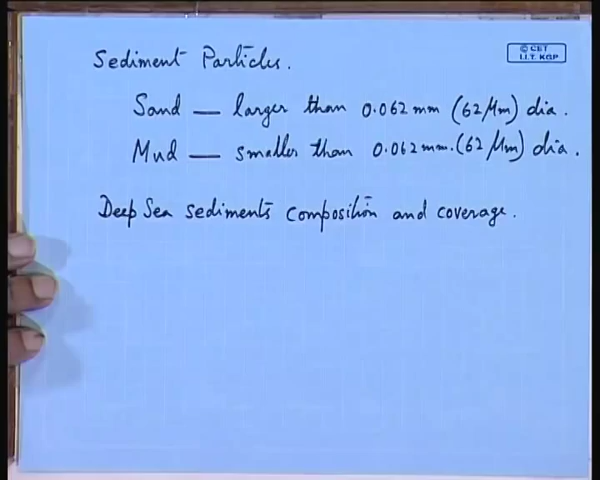 Sediment Particles.
© CET
I.I.T. KGP
Sand — larger than 0.062 mm (62 μm) dia.
Mud — smaller than 0.062 mm. (62 μm) dia.
Deep Sea sediments composition and coverage.